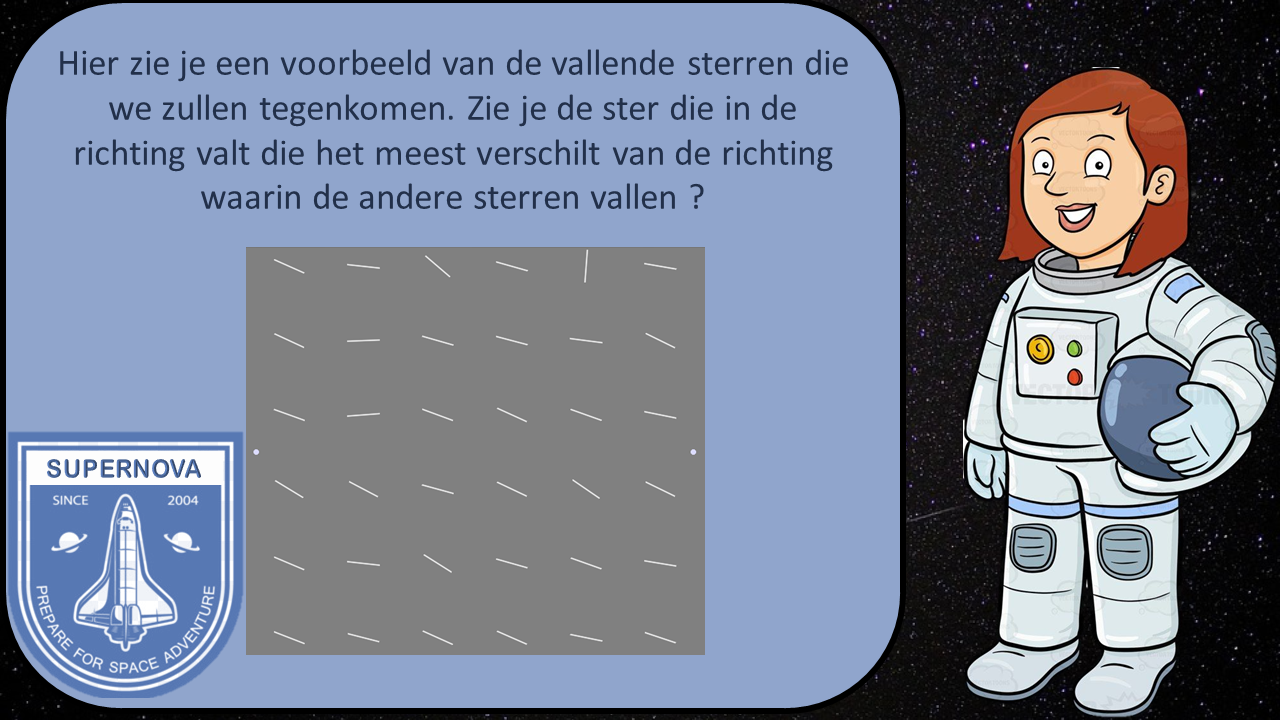 Hier zie je een voorbeeld van de vallende sterren die
we zullen tegenkomen. Zie je de ster die in de
richting valt die het meest verschilt van de richting
waarin de andere sterren vallen ?
SUPERNOVA
SINCE 2004
PREPARE FOR SPACE ADVENTURE